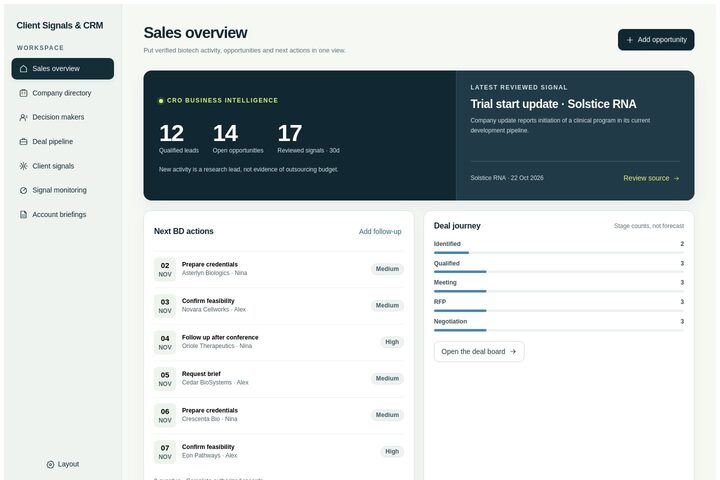 Client Signals & CRM
WORKSPACE
Sales overview
Company directory
Decision makers
Deal pipeline
Client signals
Signal monitoring
Account briefings
Layout
Sales overview
Put verified biotech activity, opportunities and next actions in one view.
Add opportunity
CRO BUSINESS INTELLIGENCE
12 14 17
Qualified leads Open opportunities Reviewed signals · 30d
New activity is a research lead, not evidence of outsourcing budget.
LATEST REVIEWED SIGNAL
Trial start update · Solstice RNA
Company update reports initiation of a clinical program in its current
development pipeline.
Solstice RNA · 22 Oct 2026
Review source
Next BD actions
Add follow-up
02 NOV
Prepare credentials
Asterlyn Biologics · Nina
Medium
03 NOV
Confirm feasibility
Novara Cellworks · Alex
Medium
04 NOV
Follow up after conference
Oriole Therapeutics · Nina
High
05 NOV
Request brief
Cedar BioSystems · Alex
Medium
06 NOV
Prepare credentials
Crescenta Bio · Nina
Medium
07 NOV
Confirm feasibility
Eon Pathways · Alex
High
Deal journey
Stage counts, not forecast
Identified 2
Qualified 3
Meeting 3
RFP 3
Negotiation 3
Open the deal board